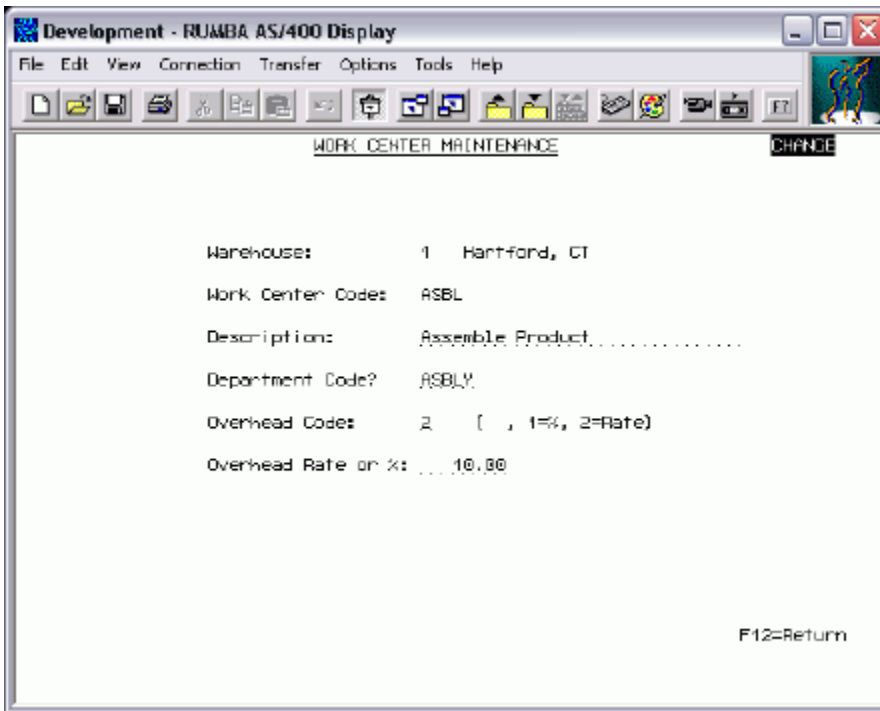 Development - RUMBA AS/400 Display
File Edit View Connection Transfer Options Tools Help
WORK CENTER MAINTENANCE CHANGE
Warehouse: 1 Hartford, CT
Work Center Code: ASBL
Description: Assemble Product
Department Code? ASBLY
Overhead Code: 2 ( , 1=%, 2=Rate)
Overhead Rate or %: 10.00
F12=Return